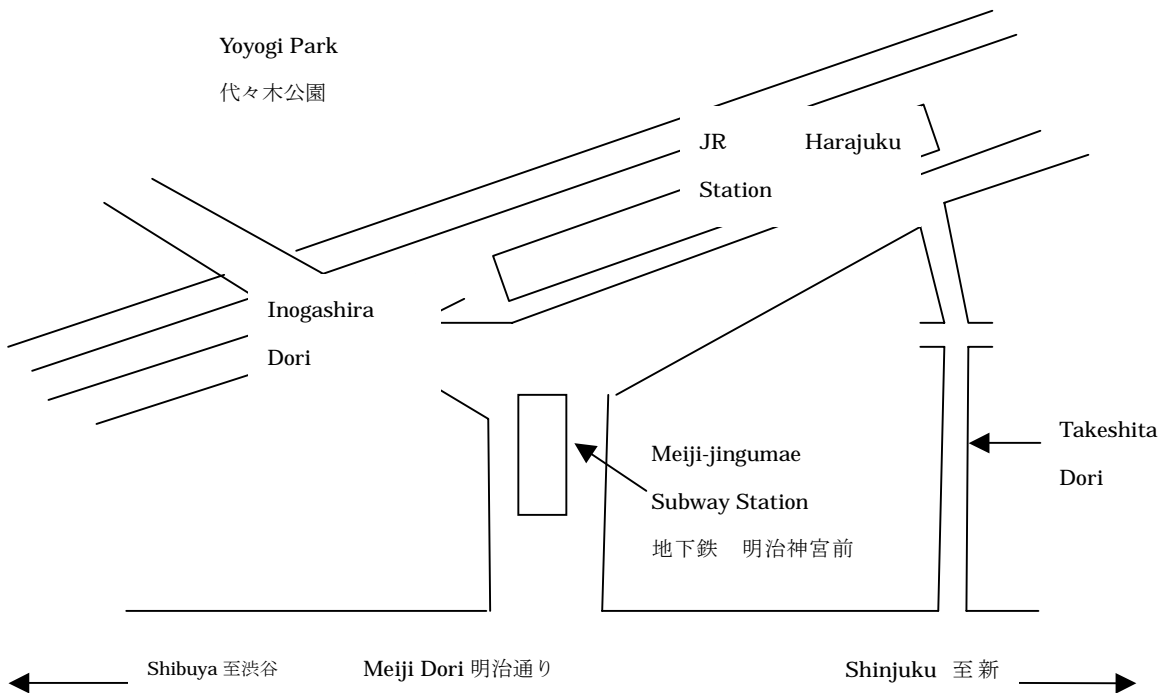 Yoyogi Park
代々木公園
JR Harajuku
Station
Inogashira
Dori
Takeshita
Dori
Meiji-jingumae
Subway Station
地下鉄　明治神宮前
Shibuya 至渋谷
Meiji Dori 明治通り
Shinjuku 至新